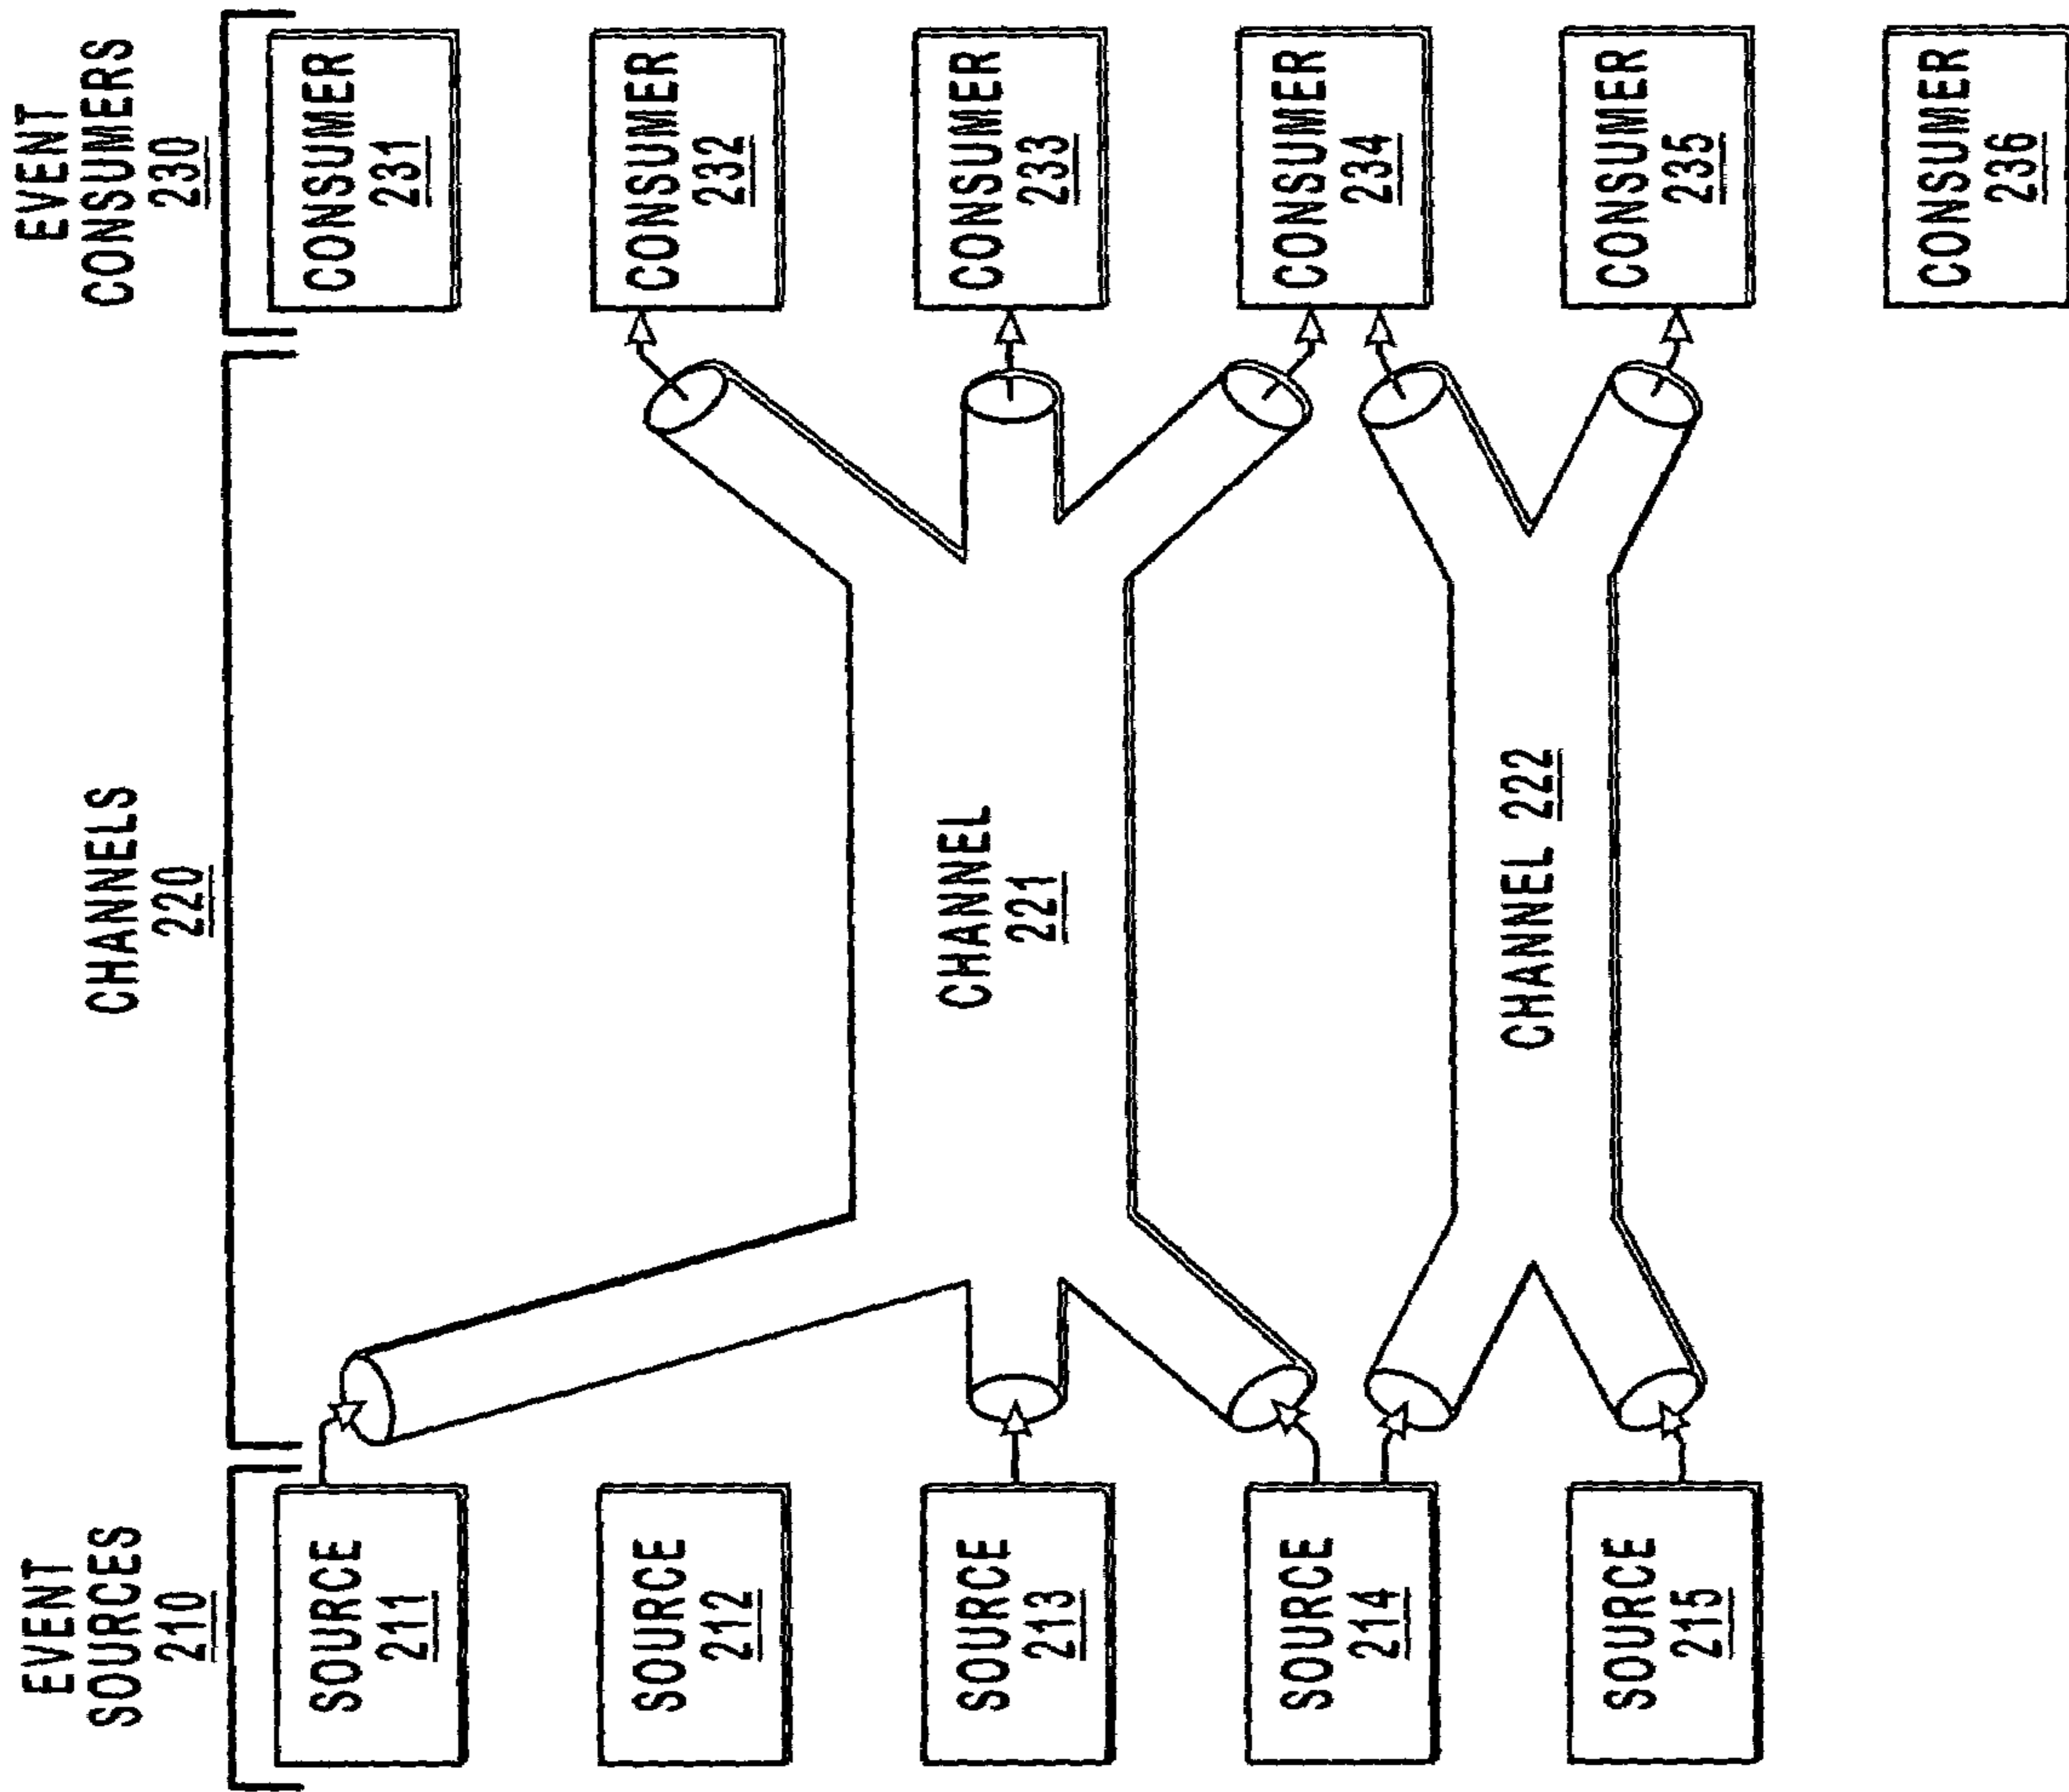 EVENT
SOURCES
210
CHANNELS
220
EVENT
CONSUMERS
230
SOURCE
211
CONSUMER
231
SOURCE
212
CONSUMER
232
SOURCE
213
CHANNEL
221
CONSUMER
233
SOURCE
214
CONSUMER
234
CHANNEL 222
SOURCE
215
CONSUMER
235
CONSUMER
236